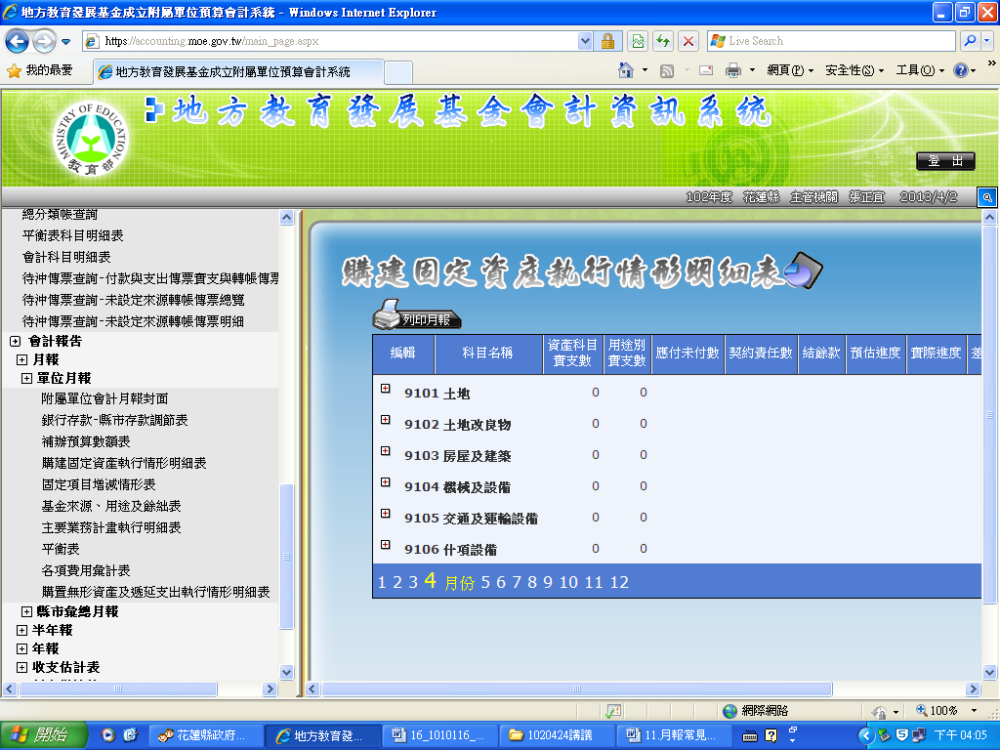 地方教育發展基金成立附屬單位預算會計系統 - Windows Internet Explorer
https://accounting.moe.gov.tw/main_page.aspx
Live Search
我的最愛
地方教育發展基金成立附屬單位預算會計系統
網頁(P)
安全性(S)
工具(O)
MINISTRY OF EDUCATION
教育部
地方教育發展基金會計資訊系統
登 出
102年度 花蓮縣 主管機關 張正宜 2013/4/2
總分類帳查詢
平衡表科目明細表
會計科目明細表
待沖傳票查詢-付款與支出傳票實支與轉帳傳票
待沖傳票查詢-未設定來源轉帳傳票總覽
待沖傳票查詢-未設定來源轉帳傳票明細
會計報告
月報
單位月報
附屬單位會計月報封面
銀行存款-縣市存款調節表
補辦預算數額表
購建固定資產執行情形明細表
固定項目增減情形表
基金來源、用途及餘絀表
主要業務計畫執行明細表
平衡表
各項費用彙計表
購置無形資產及遞延支出執行情形明細表
縣市彙總月報
半年報
年報
收支估計表
購建固定資產執行情形明細表
列印月報
編輯 科目名稱 資產科目實支數 用途別實支數 應付未付數 契約責任數 結餘款 預估進度 實際進度 差
9101 土地 0 0
9102 土地改良物 0 0
9103 房屋及建築 0 0
9104 機械及設備 0 0
9105 交通及運輸設備 0 0
9106 什項設備 0 0
1 2 3 4 月份 5 6 7 8 9 10 11 12
網際網路
100%
開始
花蓮縣政府...
地方教育發...
16_1010116_...
1020424講議
11.月報常見...
下午 04:05